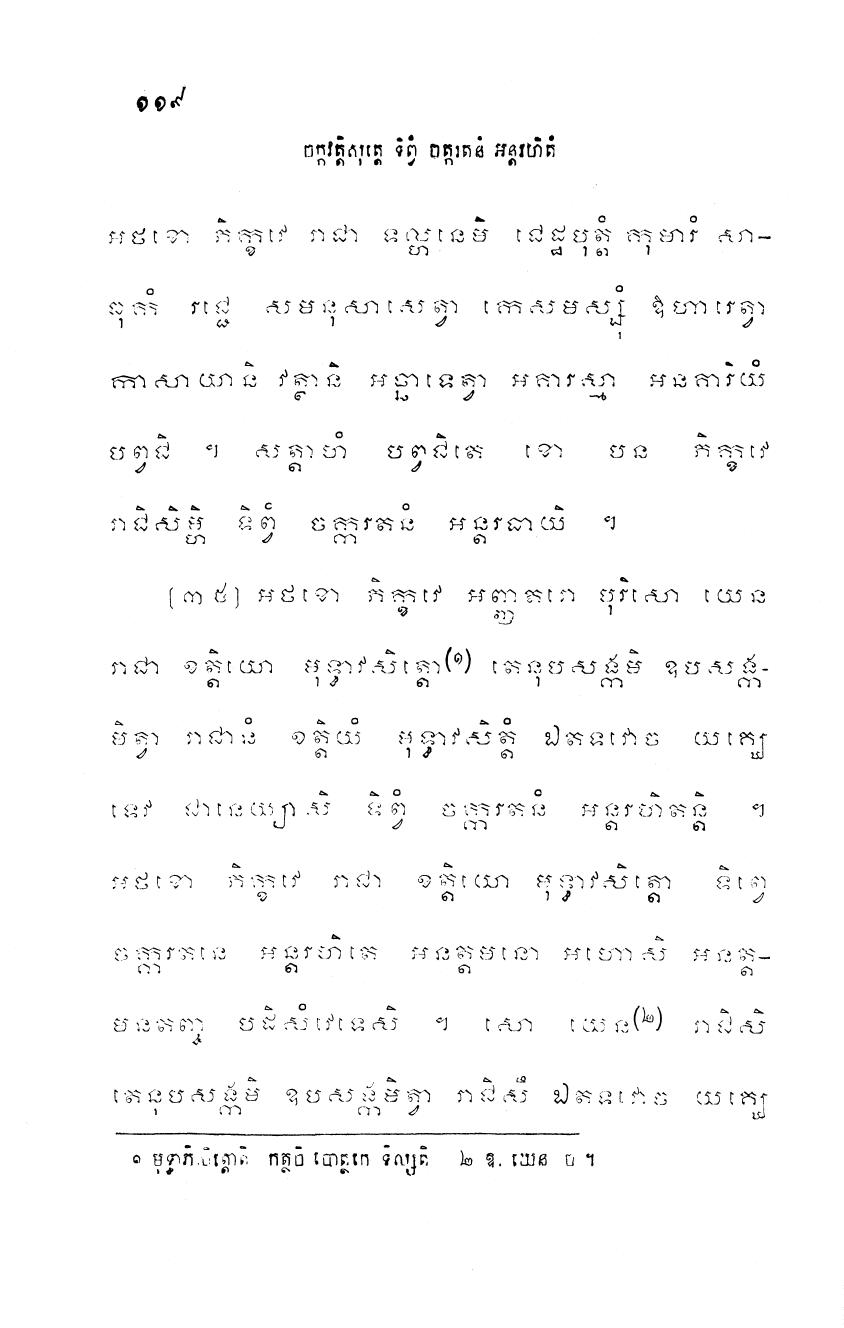 ១១៩
ចក្កវត្តិសុត្តេ ទិព្វំ ចក្ករតនំ អន្តរហិតំ
អថខោ ភិក្ខវេ រាជា ទល្ហនេមិ ជេដ្ឋបុត្តំ កុមារំ សា-
ធុកំ រជ្ជេ សមនុសាសេត្វា កេសមស្សុំ ឱហារេត្វា
កាសាយានិ វត្ថានិ អច្ឆាទេត្វា អគារស្មា អនគារិយំ
បព្វជិ ។ សត្តាហំ បព្វជិតេ ខោ បន ភិក្ខវេ
រាជិសិម្ហិ ទិព្វំ ចក្ករតនំ អន្តរធាយិ ។
[៣៥] អថខោ ភិក្ខវេ អញ្ញតរោ បុរិសោ យេន
រាជា ខត្តិយោ មុទ្ធាវសិត្តោ(១) តេនុបសង្កមិ ឧបសង្ក-
មិត្វា រាជានំ ខត្តិយំ មុទ្ធាវសិត្តំ ឯតទវោច យគ្ឃេ
ទេវ ជានេយ្យាសិ ទិព្វំ ចក្ករតនំ អន្តរហិតន្តិ ។
អថខោ ភិក្ខវេ រាជា ខត្តិយោ មុទ្ធាវសិត្តោ ទិព្វេ
ចក្ករតនេ អន្តរហិតេ អនត្តមនោ អហោសិ អនត្ត-
មនតញ្ច បដិសំវេទេសិ ។ សោ យេន(២) រាជិសិ
តេនុបសង្កមិ ឧបសង្កមិត្វា រាជិសឹ ឯតទវោច យគ្ឃេ
១ មុទ្ធាភិសិត្តោតិ កត្ថចិ បោត្ថកេ ទិស្សតិ ២ ឱ. យេន ច ។